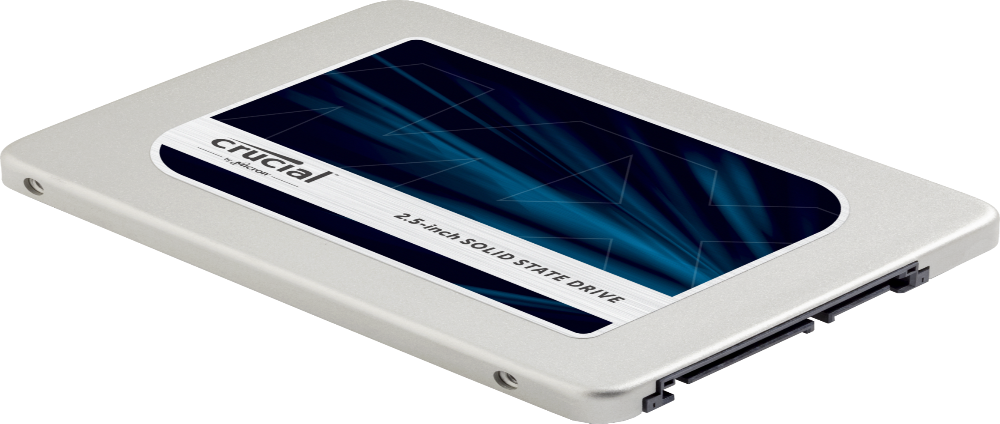 crucial
by micron
2.5-inch SOLID STATE DRIVE